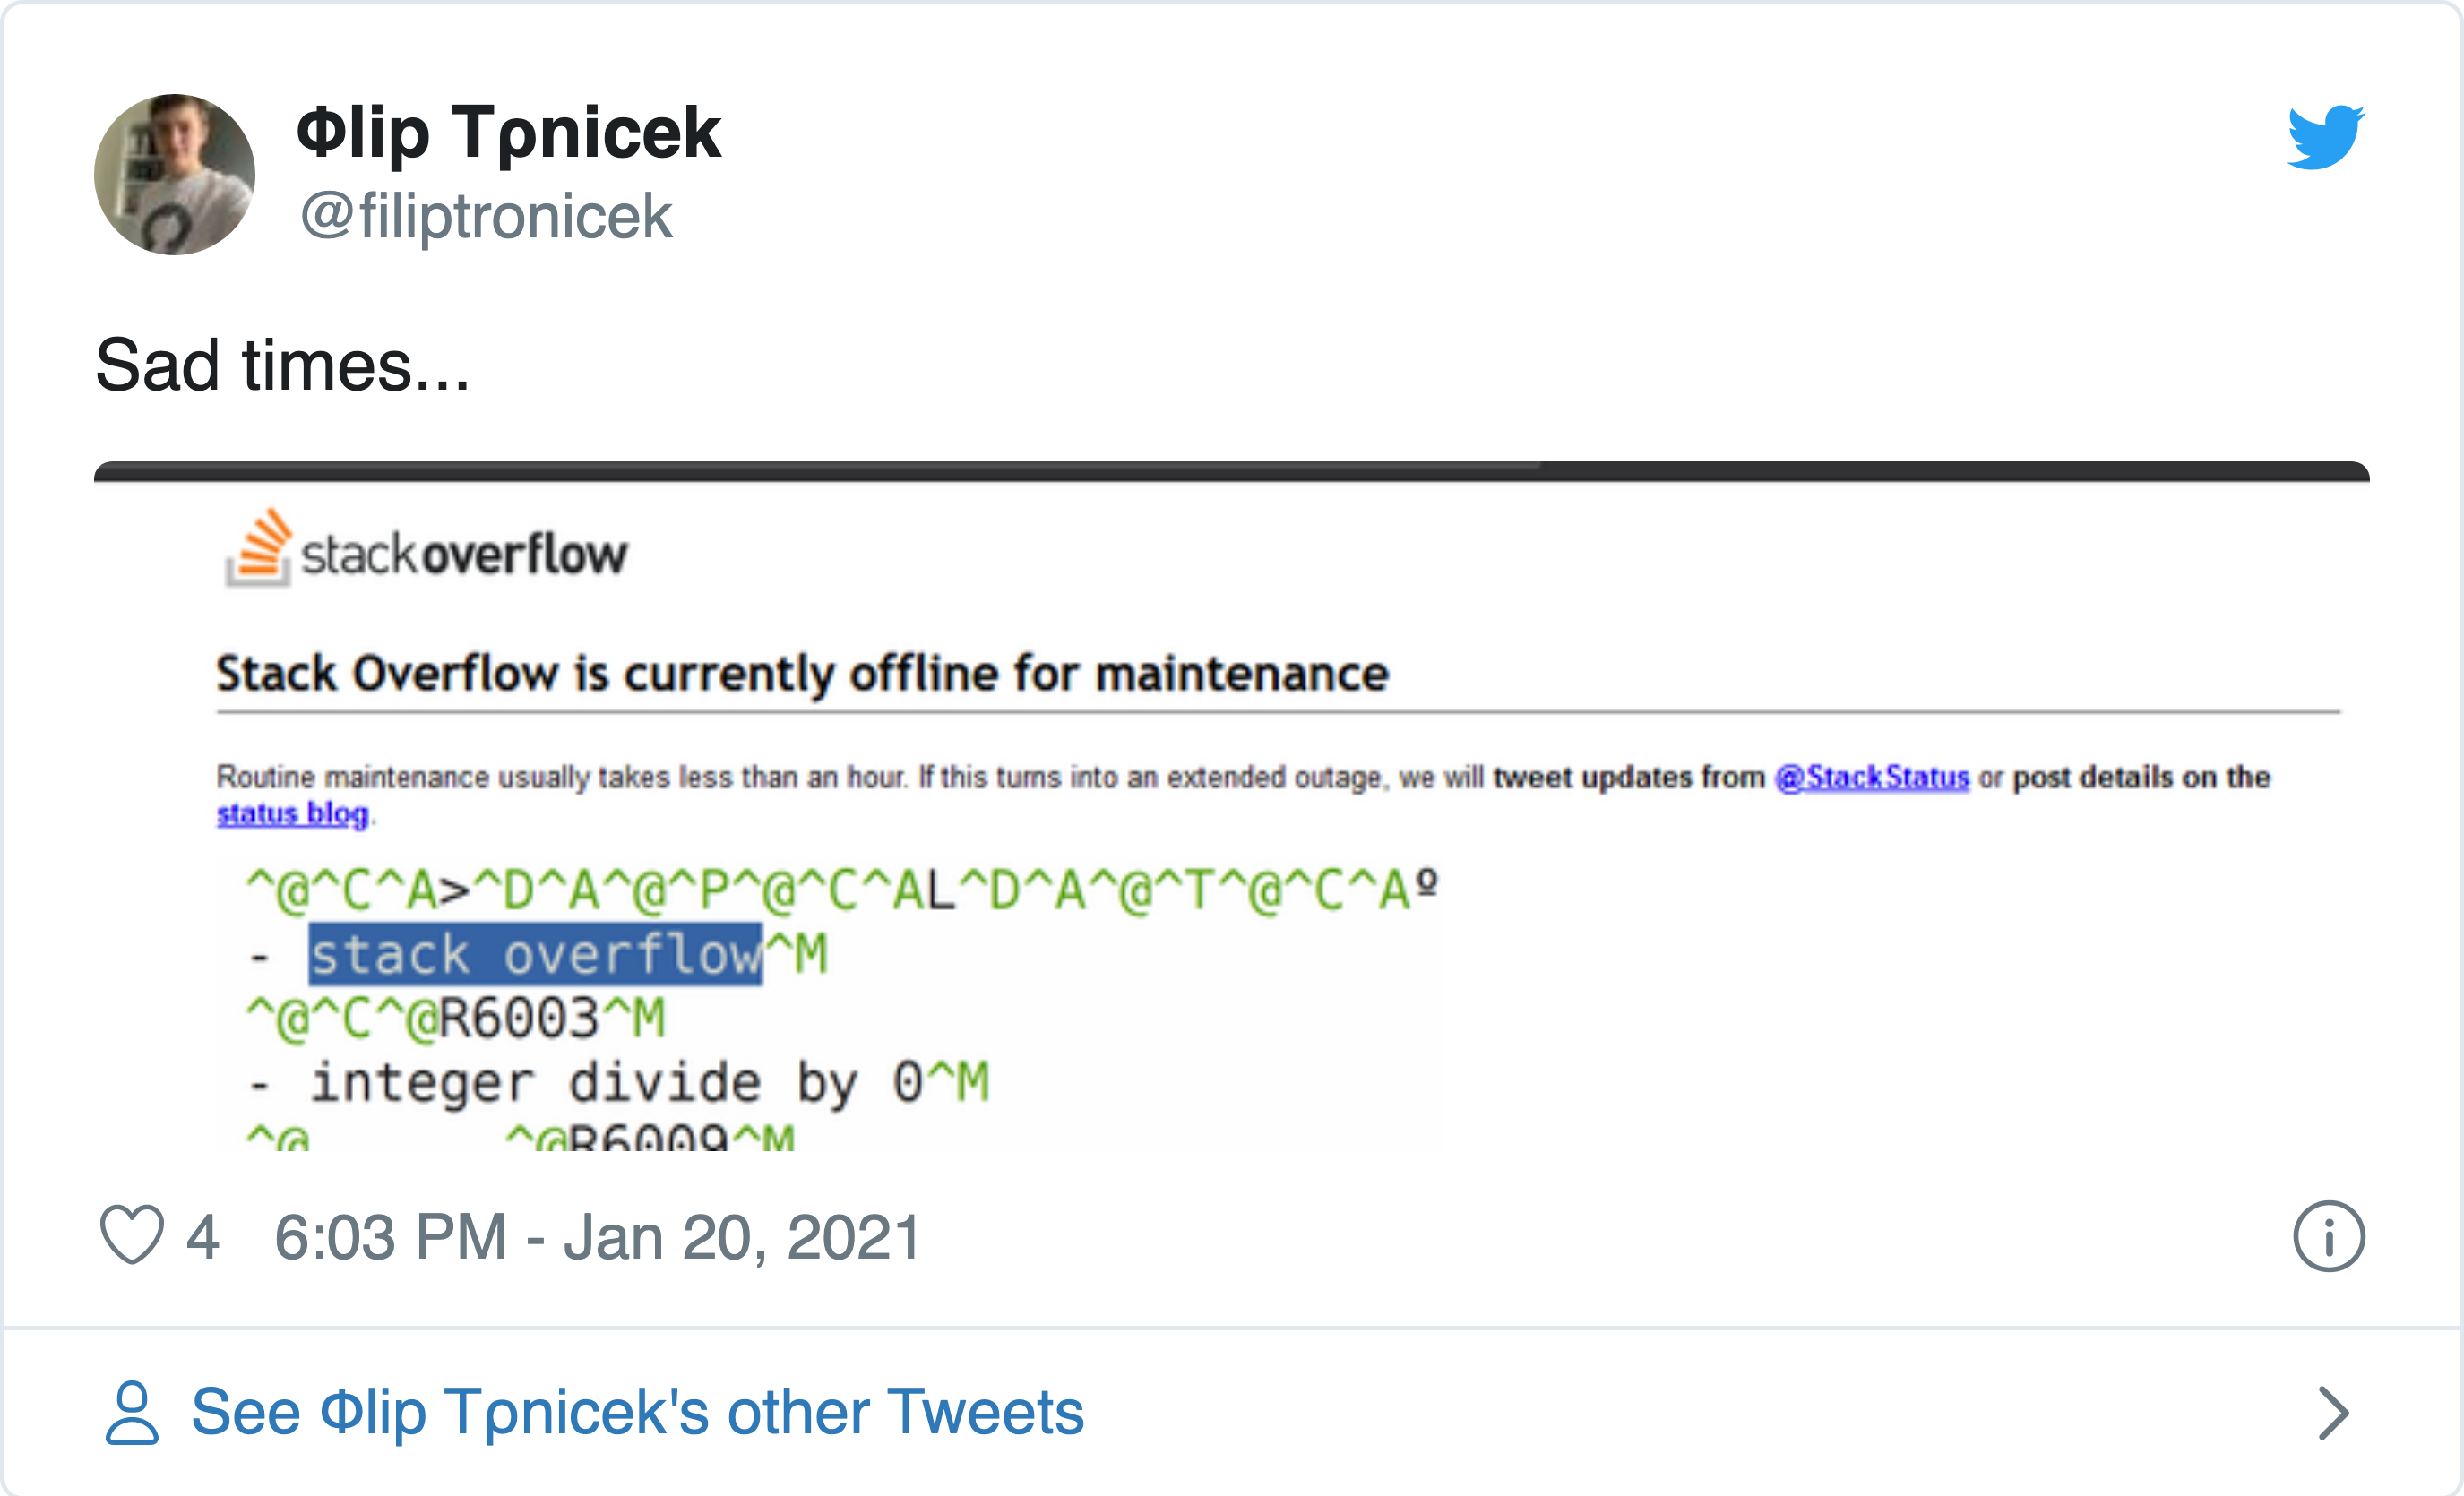 Φlip Tρnicek
@filiptronicek
Sad times...
stackoverflow
Stack Overflow is currently offline for maintenance
Routine maintenance usually takes less than an hour. If this turns into an extended outage, we will tweet updates from @StackStatus or post details on the
status blog.
^@^C^A>^D^A^@^P^@^C^AL^D^A^@^T^@^C^Aº
- stack overflow^M
^@^C^@R6003^M
- integer divide by 0^M
^@ ^@R6009^M
4 6:03 PM - Jan 20, 2021
See Φlip Tρnicek's other Tweets